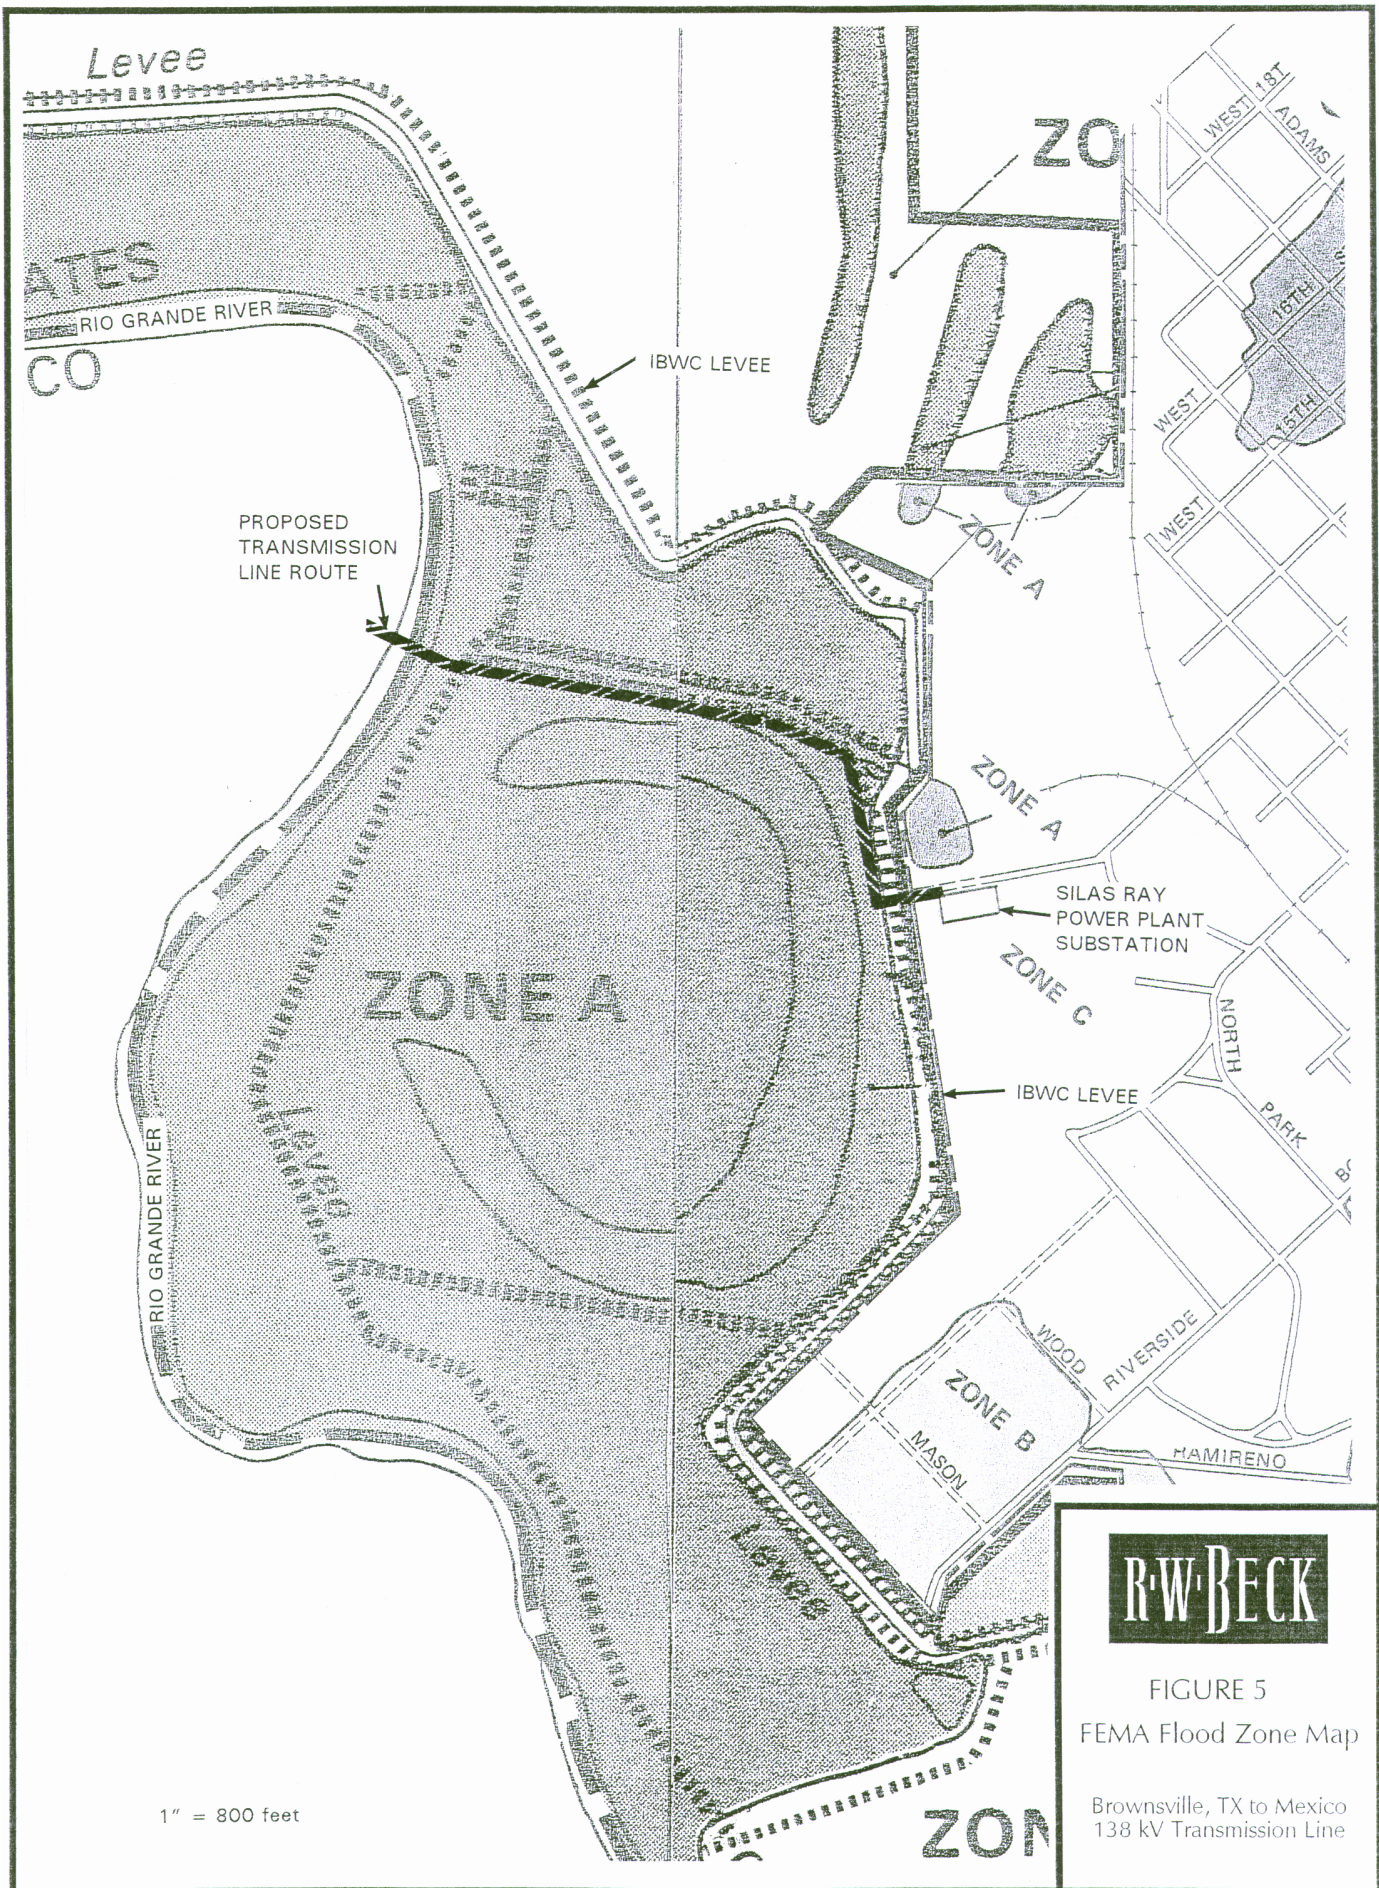 Levee
WEST 1ST
ADAMS
ZO
ATES
RIO GRANDE RIVER
CO
16TH
IBWC LEVEE
WEST
15TH
WEST
PROPOSED
TRANSMISSION
LINE ROUTE
ZONE A
ZONE A
SILAS RAY
POWER PLANT
SUBSTATION
ZONE C
ZONE A
NORTH
IBWC LEVEE
PARK
Levee
RIO GRANDE RIVER
WOOD
RIVERSIDE
ZONE B
MASON
RAMIRENO
Levee
R·W·BECK
FIGURE 5
FEMA Flood Zone Map
Brownsville, TX to Mexico
138 kV Transmission Line
1" = 800 feet
ZON